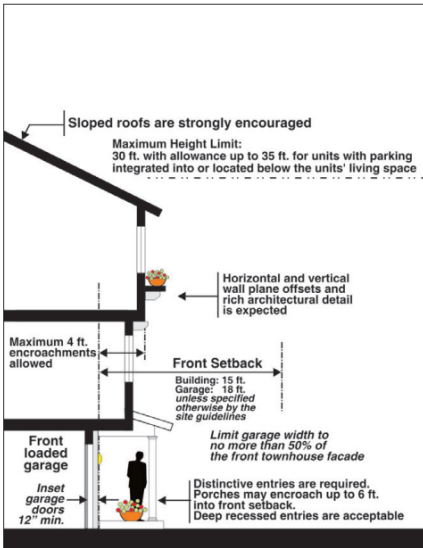 Sloped roofs are strongly encouraged
Maximum Height Limit:
30 ft. with allowance up to 35 ft. for units with parking
integrated into or located below the units' living space
Horizontal and vertical
wall plane offsets and
rich architectural detail
is expected
Maximum 4 ft.
encroachments
allowed
Front Setback
Building: 15 ft.
Garage: 18 ft.
unless specified
otherwise by the
site guidelines
Limit garage width to
no more than 50% of
the front townhouse facade
Front
loaded
garage
Inset
garage
doors
12" min.
Distinctive entries are required.
Porches may encroach up to 6 ft.
into front setback.
Deep recessed entries are acceptable